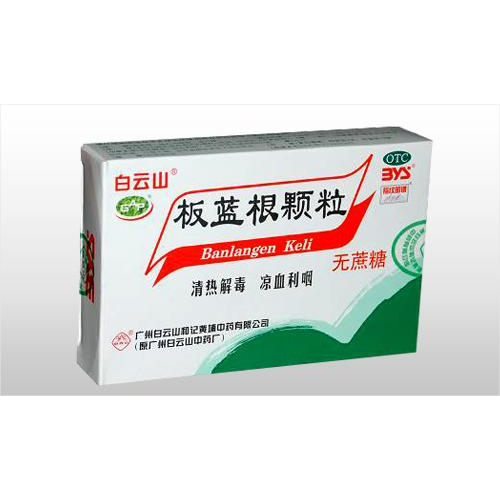 白云山®
OTC
BYS®
GAP
板蓝根颗粒
Banlangen Keli
无蔗糖
清热解毒 凉血利咽
广州白云山和记黄埔中药有限公司
(原广州白云山中药厂)